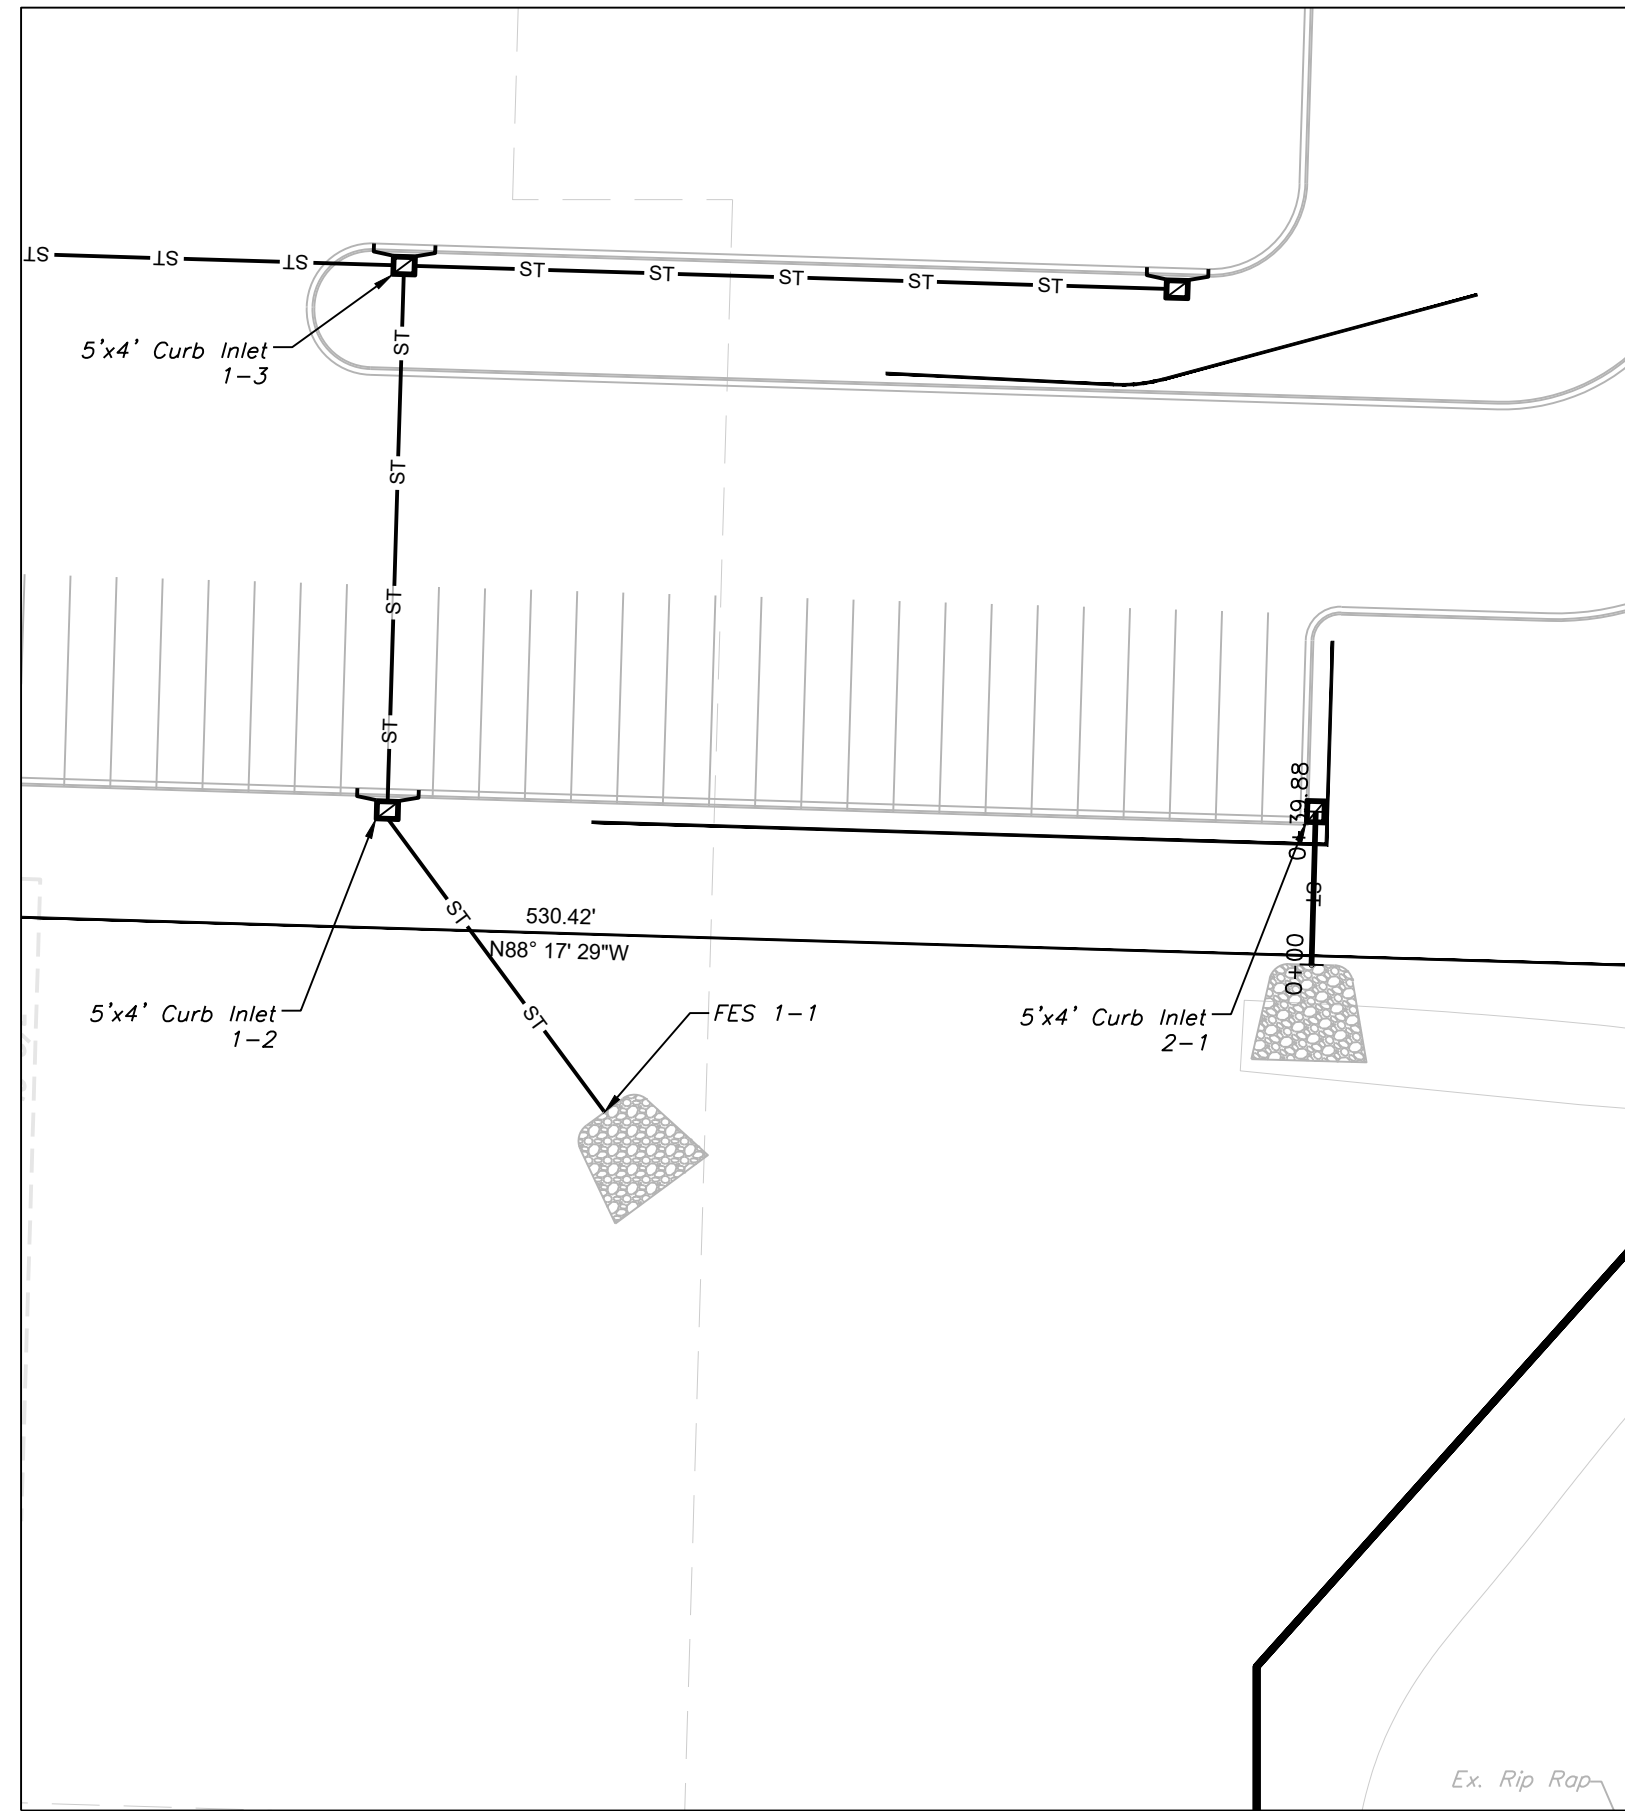 ST ST ST ST ST ST ST ST
5'x4' Curb Inlet
1-3
ST
ST
ST
ST
0+39.88
ST
530.42'
ST
N88° 17' 29"W
0+00
5'x4' Curb Inlet
1-2
ST
FES 1-1
5'x4' Curb Inlet
2-1
Ex. Rip Rap